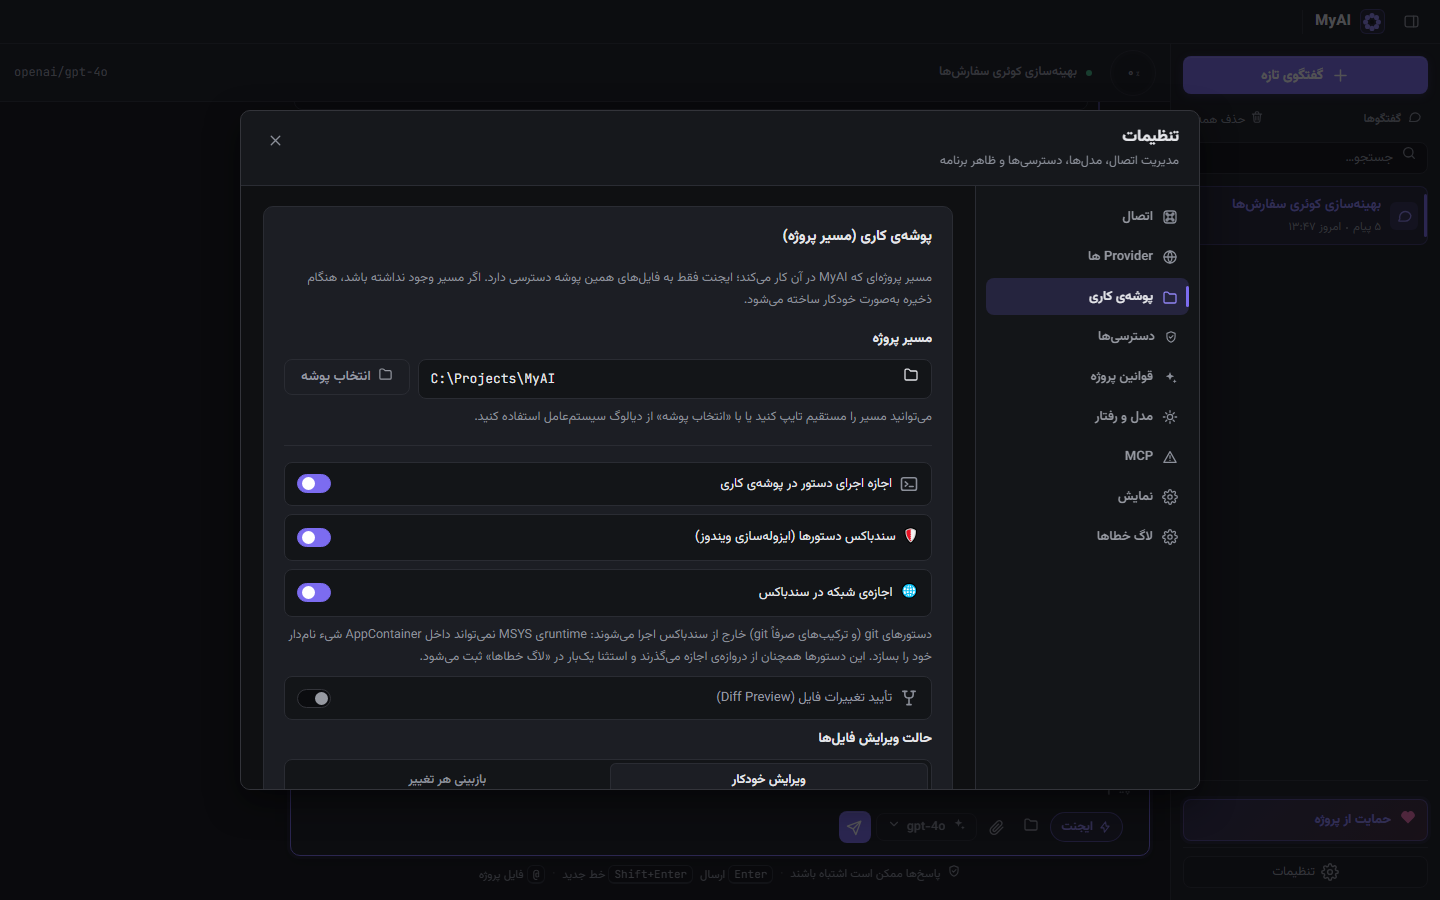 MyAI
گفتگوی تازه
گفتگوها
حذف همه
جستجو...
بهینه‌سازی کوئری سفارش‌ها
۵ پیام • امروز ۱۳:۴۷
حمایت از پروژه
تنظیمات
بهینه‌سازی کوئری سفارش‌ها
openai/gpt-4o
تنظیمات
مدیریت اتصال، مدل‌ها، دسترسی‌ها و ظاهر برنامه
اتصال
Provider ها
پوشه‌ی کاری
دسترسی‌ها
قوانین پروژه
مدل و رفتار
MCP
نمایش
لاگ خطاها
پوشه‌ی کاری (مسیر پروژه)
مسیر پروژه‌ای که MyAI در آن کار می‌کند؛ ایجنت فقط به فایل‌های همین پوشه دسترسی دارد. اگر مسیر وجود نداشته باشد، هنگام
ذخیره به‌صورت خودکار ساخته می‌شود.
مسیر پروژه
C:\Projects\MyAI
انتخاب پوشه
می‌توانید مسیر را مستقیم تایپ کنید یا با «انتخاب پوشه» از دیالوگ سیستم‌عامل استفاده کنید.
اجازه اجرای دستور در پوشه‌ی کاری
سندباکس دستورها (ایزوله‌سازی ویندوز)
اجازه‌ی شبکه در سندباکس
دستورهای git (و ترکیب‌های صرفاً git) خارج از سندباکس اجرا می‌شوند: runtimeی MSYS نمی‌تواند داخل AppContainer شیء نام‌دار
خود را بسازد. این دستورها همچنان از دروازه‌ی اجازه می‌گذرند و استثنا یک‌بار در «لاگ خطاها» ثبت می‌شود.
تأیید تغییرات فایل (Diff Preview)
حالت ویرایش فایل‌ها
ویرایش خودکار
بازبینی هر تغییر
ایجنت
gpt-4o
پاسخ‌ها ممکن است اشتباه باشند · Enter ارسال Shift+Enter خط جدید · @ فایل پروژه